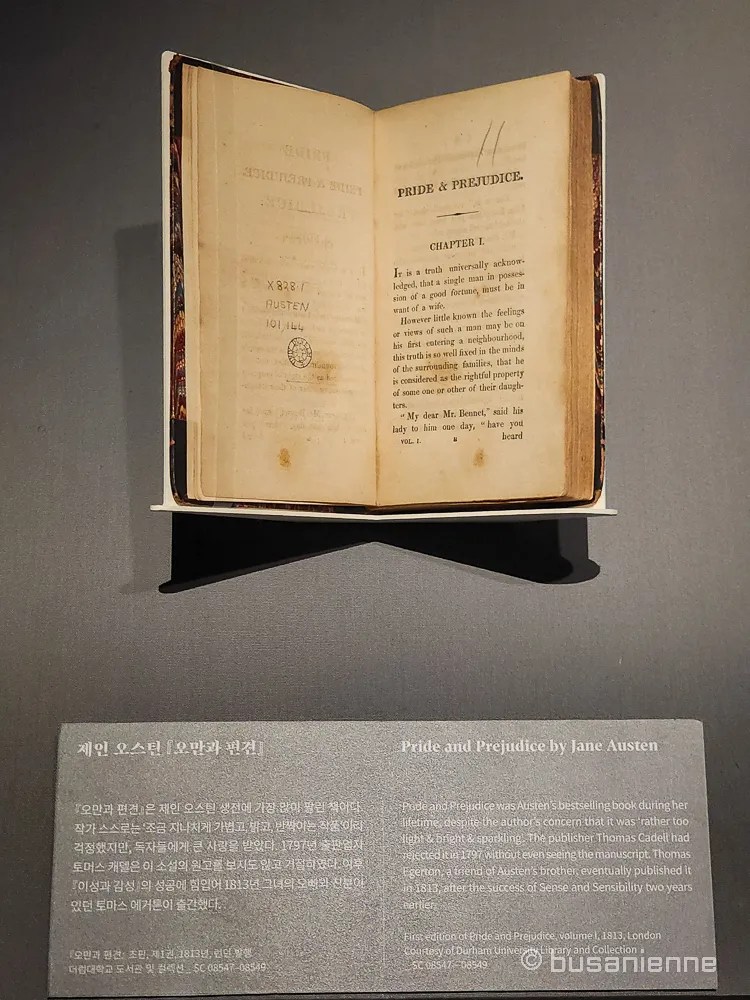 X 828.1
AUSTEN
101,144
PRIDE & PREJUDICE.
CHAPTER I.
It is a truth universally acknow-
ledged, that a single man in posses-
sion of a good fortune, must be in
want of a wife.
However little known the feelings
or views of such a man may be on
his first entering a neighbourhood,
this truth is so well fixed in the minds
of the surrounding families, that he
is considered as the rightful property
of some one or other of their daugh-
ters.
" My dear Mr. Bennet," said his
lady to him one day, " have you
VOL. I. B heard
제인 오스틴 『오만과 편견』
『오만과 편견』은 제인 오스틴 생전에 가장 많이 팔린 책이다.
작가 스스로는 '조금 지나치게 가볍고, 밝고, 반짝이는 작품'이라
걱정했지만, 독자들에게 큰 사랑을 받았다. 1797년 출판업자
토머스 캐델은 이 소설의 원고를 보지도 않고 거절하였다. 이후
『이성과 감성』의 성공에 힘입어 1813년 그녀의 오빠와 친분이
있던 토마스 에거튼이 출간했다.
『오만과 편견』 초판, 제1권, 1813년, 런던 발행
더럼대학교 도서관 및 컬렉션_ SC 08547–08549
Pride and Prejudice by Jane Austen
Pride and Prejudice was Austen's bestselling book during her
lifetime, despite the author's concern that it was 'rather too
light & bright & sparkling'. The publisher Thomas Cadell had
rejected it in 1797 without even seeing the manuscript. Thomas
Egerton, a friend of Austen's brother, eventually published it
in 1813, after the success of Sense and Sensibility two years
earlier.
First edition of Pride and Prejudice, volume I, 1813, London
Courtesy of Durham University Library and Collection
_ SC 08547–08549
© busanienne